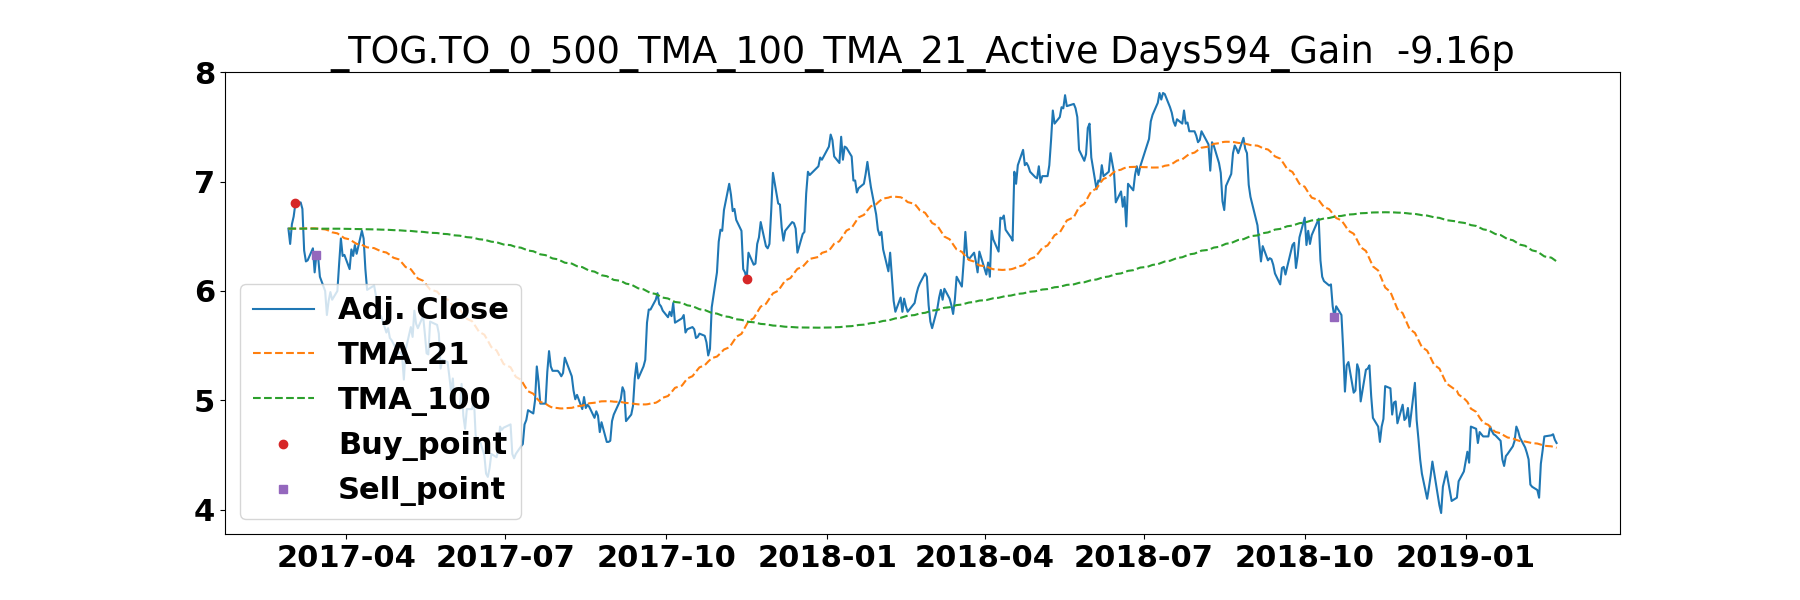 _TOG.TO_0_500_TMA_100_TMA_21_Active Days594_Gain  -9.16p
8
7
6
5
4
Adj. Close
TMA_21
TMA_100
Buy_point
Sell_point
2017-04 2017-07 2017-10 2018-01 2018-04 2018-07 2018-10 2019-01